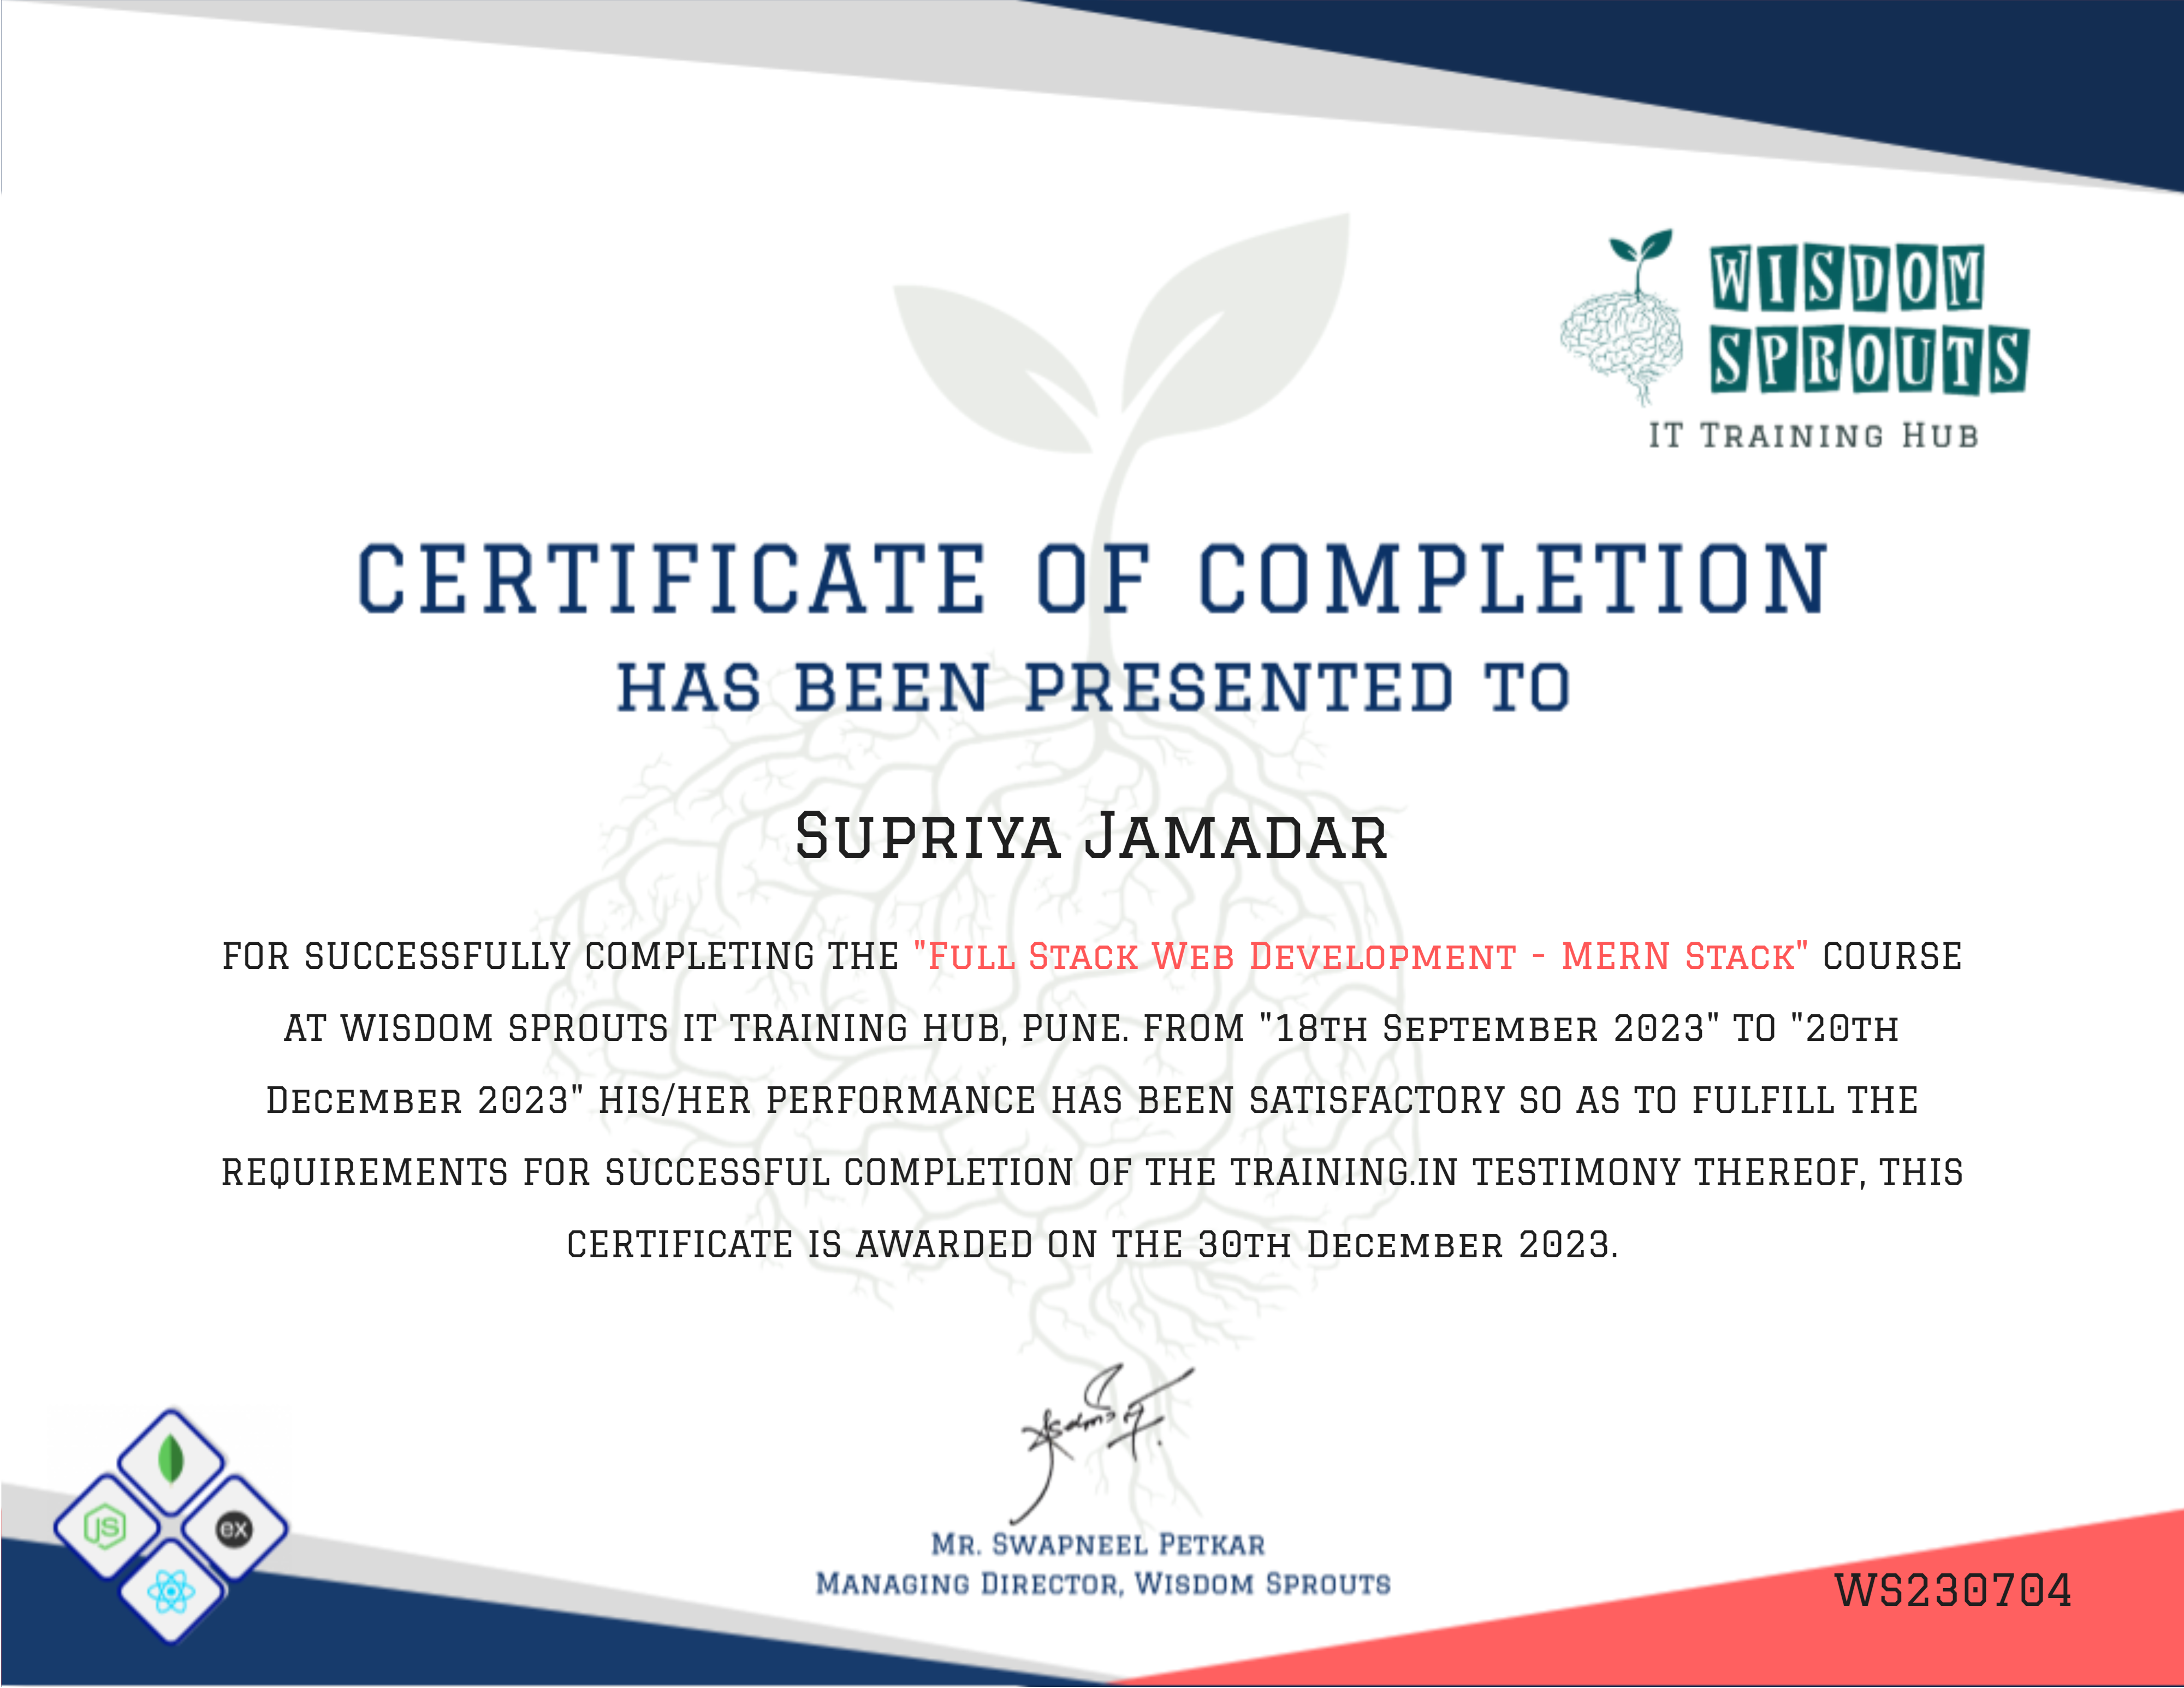 WISDOM
SPROUTS
IT Training Hub
CERTIFICATE OF COMPLETION
HAS BEEN PRESENTED TO
Supriya Jamadar
FOR SUCCESSFULLY COMPLETING THE "Full Stack Web Development - MERN Stack" COURSE
AT WISDOM SPROUTS IT TRAINING HUB, PUNE. FROM "18th September 2023" TO "20th
December 2023" HIS/HER PERFORMANCE HAS BEEN SATISFACTORY SO AS TO FULFILL THE
REQUIREMENTS FOR SUCCESSFUL COMPLETION OF THE TRAINING.IN TESTIMONY THEREOF, THIS
CERTIFICATE IS AWARDED ON THE 30th December 2023.
JS
ex
Mr. Swapneel Petkar
Managing Director, Wisdom Sprouts
WS230704